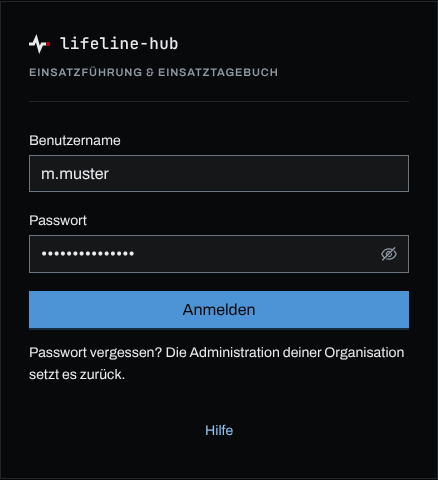 lifeline-hub
EINSATZFÜHRUNG & EINSATZTAGEBUCH
Benutzername
m.muster
Passwort
•••••••••••••••
Anmelden
Passwort vergessen? Die Administration deiner Organisation
setzt es zurück.
Hilfe